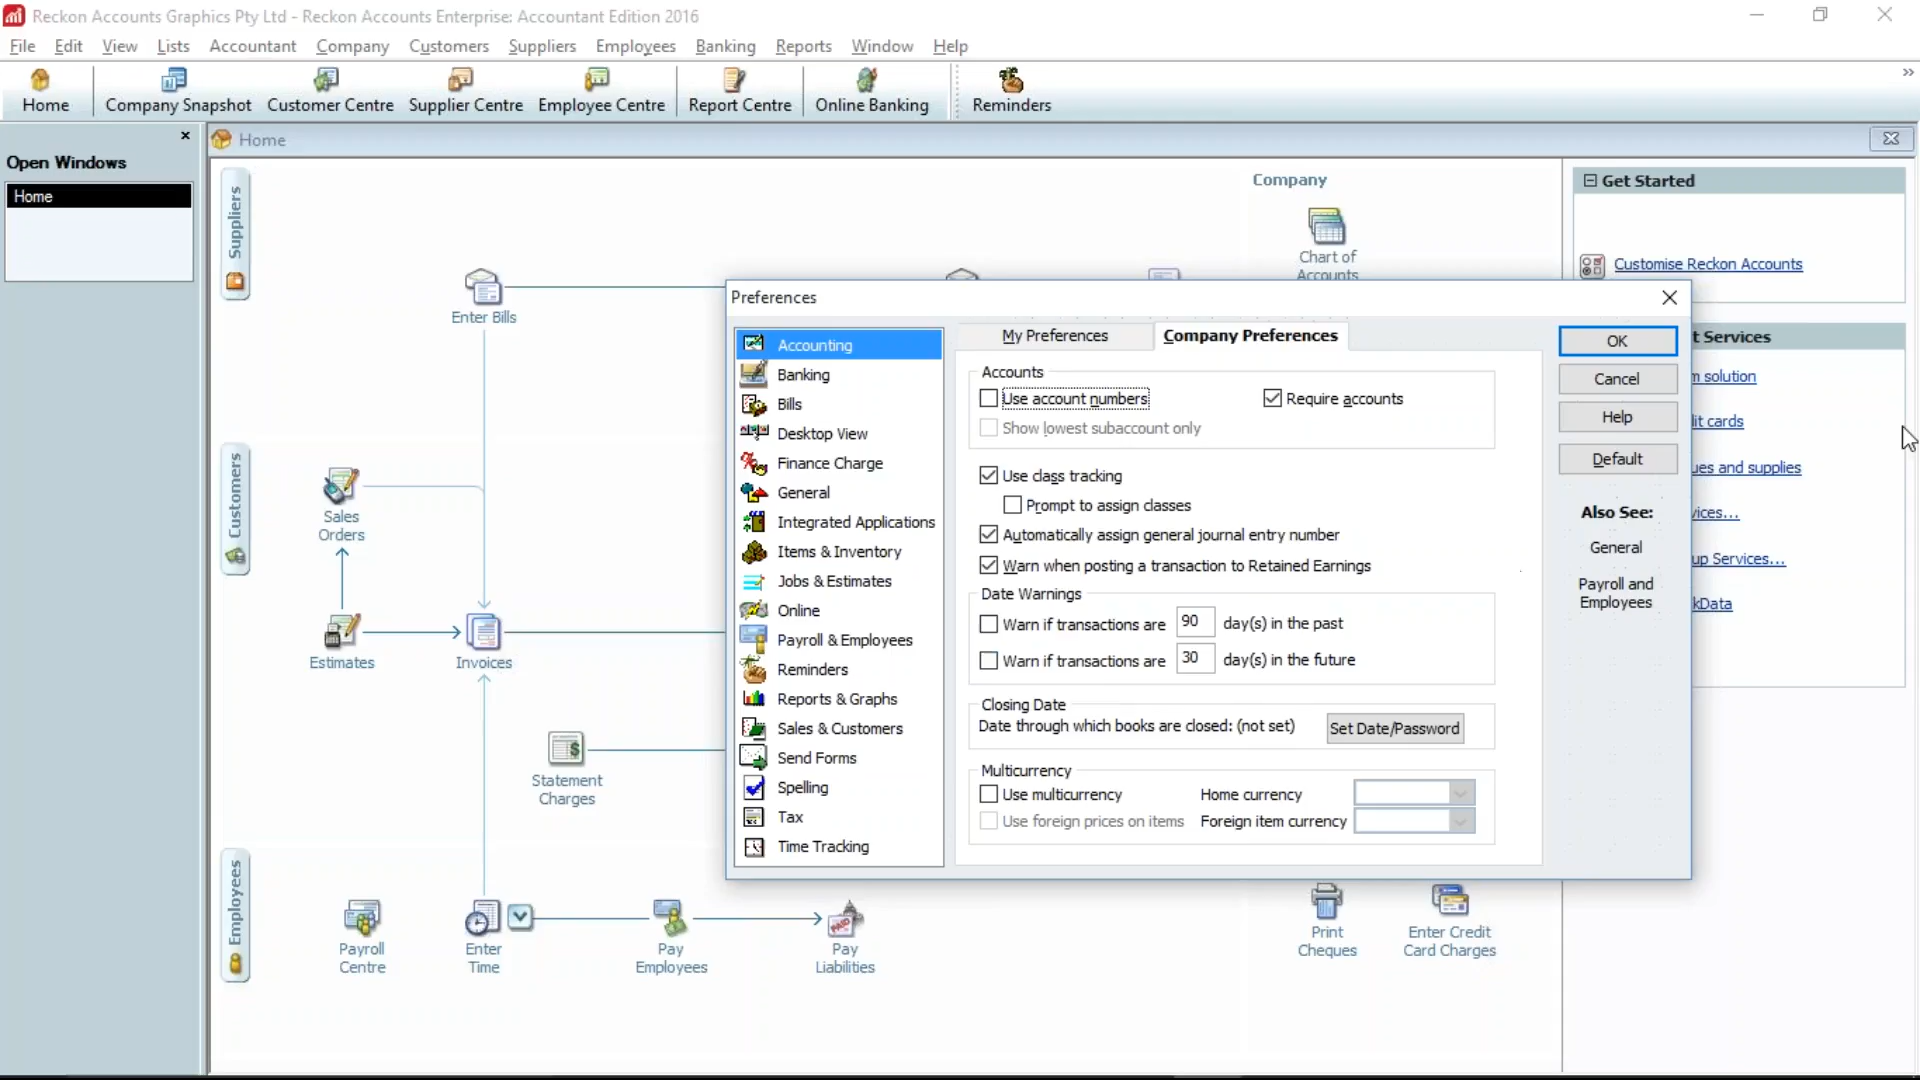 Reckon Accounts Graphics Pty Ltd - Reckon Accounts Enterprise: Accountant Edition 2016
File Edit View Lists Accountant Company Customers Suppliers Employees Banking Reports Window Help
Home Company Snapshot Customer Centre Supplier Centre Employee Centre Report Centre Online Banking Reminders
Open Windows
Home
Home
Suppliers
Enter Bills
Customers
Sales
Orders
Estimates
Invoices
Statement
Charges
Employees
Payroll
Centre
Enter
Time
Pay
Employees
Pay
Liabilities
Company
Chart of
Accounts
Print
Cheques
Enter Credit
Card Charges
Get Started
Customise Reckon Accounts
t Services
m solution
lit cards
ues and supplies
vices...
up Services...
kData
Preferences
Accounting
Banking
Bills
Desktop View
Finance Charge
General
Integrated Applications
Items & Inventory
Jobs & Estimates
Online
Payroll & Employees
Reminders
Reports & Graphs
Sales & Customers
Send Forms
Spelling
Tax
Time Tracking
My Preferences Company Preferences
Accounts
Use account numbers Require accounts
Show lowest subaccount only
Use class tracking
Prompt to assign classes
Automatically assign general journal entry number
Warn when posting a transaction to Retained Earnings
Date Warnings
Warn if transactions are 90 day(s) in the past
Warn if transactions are 30 day(s) in the future
Closing Date
Date through which books are closed: (not set) Set Date/Password
Multicurrency
Use multicurrency Home currency
Use foreign prices on items Foreign item currency
OK
Cancel
Help
Default
Also See:
General
Payroll and
Employees